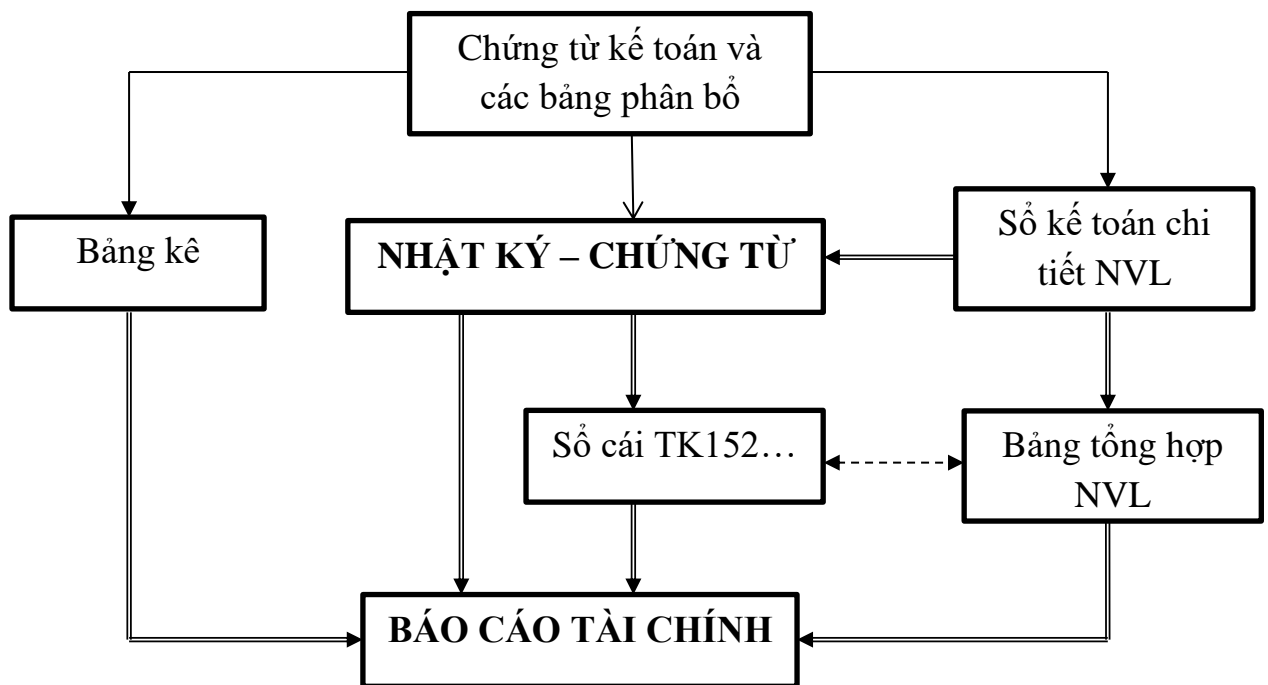 Chứng từ kế toán và
các bảng phân bổ
Bảng kê
NHẬT KÝ – CHỨNG TỪ
Sổ kế toán chi
tiết NVL
Sổ cái TK152…
Bảng tổng hợp
NVL
BÁO CÁO TÀI CHÍNH